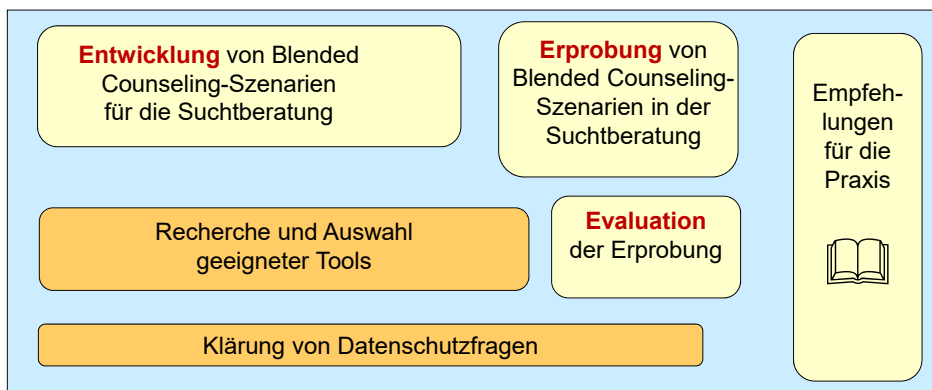 Entwicklung von Blended
Counseling-Szenarien
für die Suchtberatung
Erprobung von
Blended Counseling-
Szenarien in der
Suchtberatung
Empfeh-
lungen
für die
Praxis
Recherche und Auswahl
geeigneter Tools
Evaluation
der Erprobung
Klärung von Datenschutzfragen